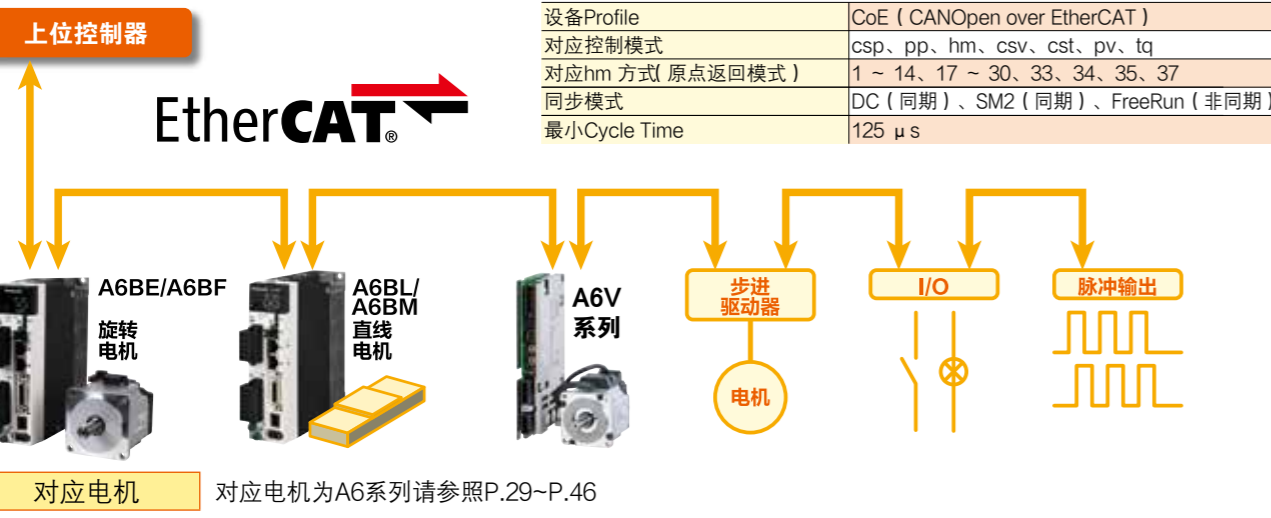 上位控制器
EtherCAT®
设备Profile CoE ( CANOpen over EtherCAT )
对应控制模式 csp、pp、hm、csv、cst、pv、tq
对应hm 方式( 原点返回模式 ) 1 ~ 14、17 ~ 30、33、34、35、37
同步模式 DC ( 同期 )、SM2 ( 同期 )、FreeRun ( 非同期 )
最小Cycle Time 125 μs
A6BE/A6BF
旋转
电机
A6BL/
A6BM
直线
电机
A6V
系列
步进
驱动器
电机
I/O
脉冲输出
对应电机 对应电机为A6系列请参照P.29~P.46